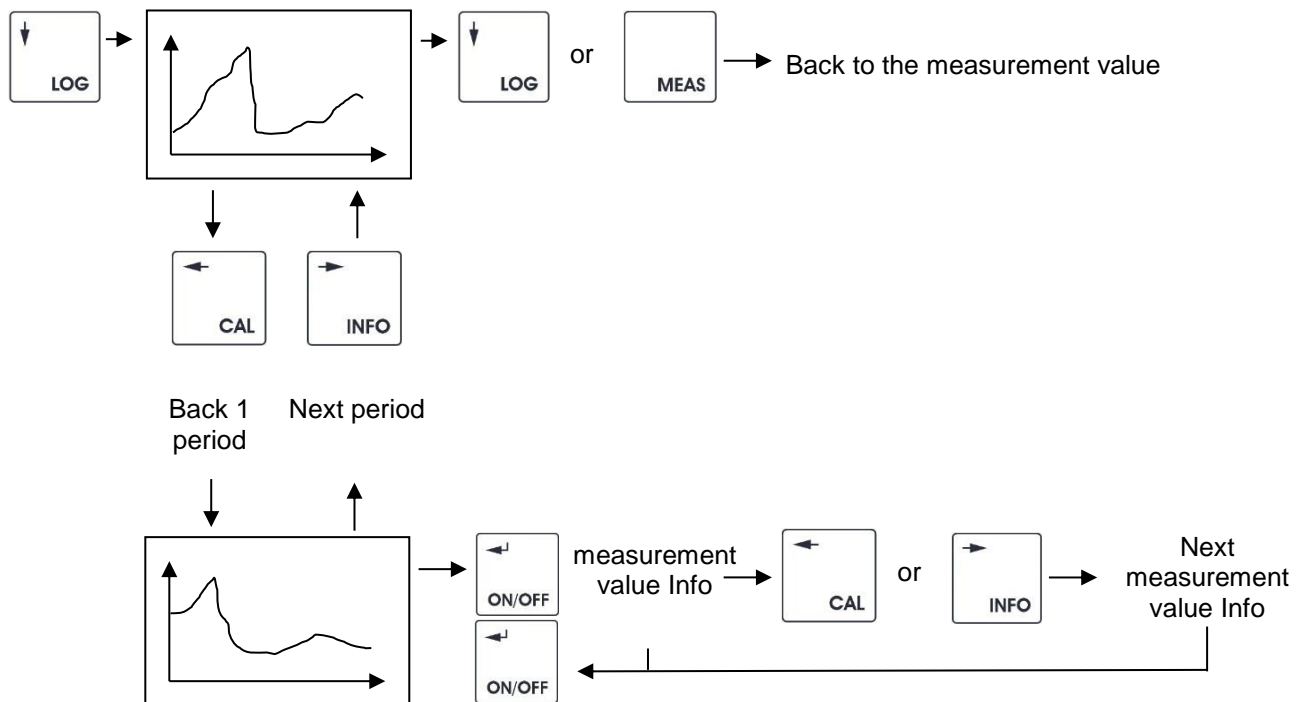 LOG
LOG
or
MEAS
Back to the measurement value
CAL
INFO
Back 1
period
Next period
ON/OFF
measurement
value Info
CAL
or
INFO
Next
measurement
value Info
ON/OFF